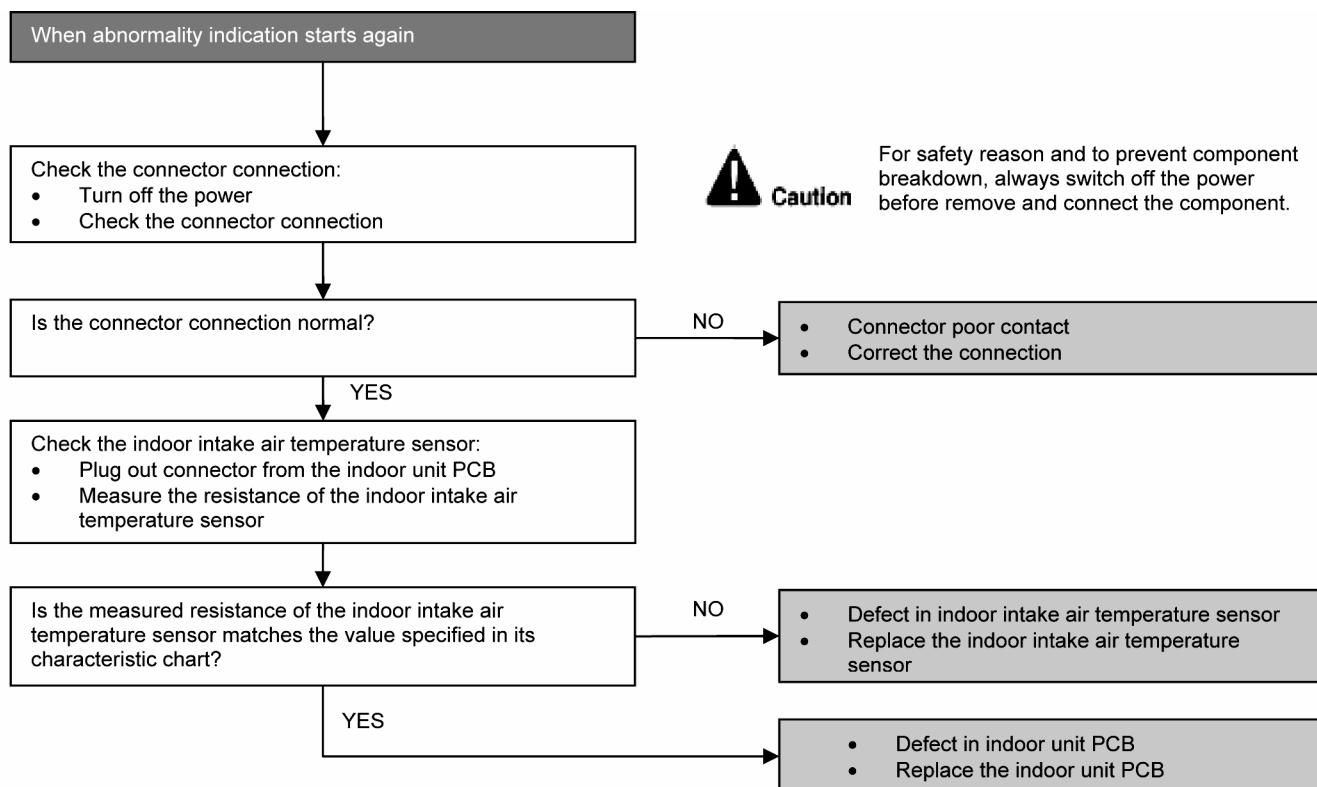 When abnormality indication starts again
Check the connector connection:
• Turn off the power
• Check the connector connection
Caution
For safety reason and to prevent component
breakdown, always switch off the power
before remove and connect the component.
Is the connector connection normal?
NO
• Connector poor contact
• Correct the connection
YES
Check the indoor intake air temperature sensor:
• Plug out connector from the indoor unit PCB
• Measure the resistance of the indoor intake air
temperature sensor
Is the measured resistance of the indoor intake air
temperature sensor matches the value specified in its
characteristic chart?
NO
• Defect in indoor intake air temperature sensor
• Replace the indoor intake air temperature
sensor
YES
• Defect in indoor unit PCB
• Replace the indoor unit PCB